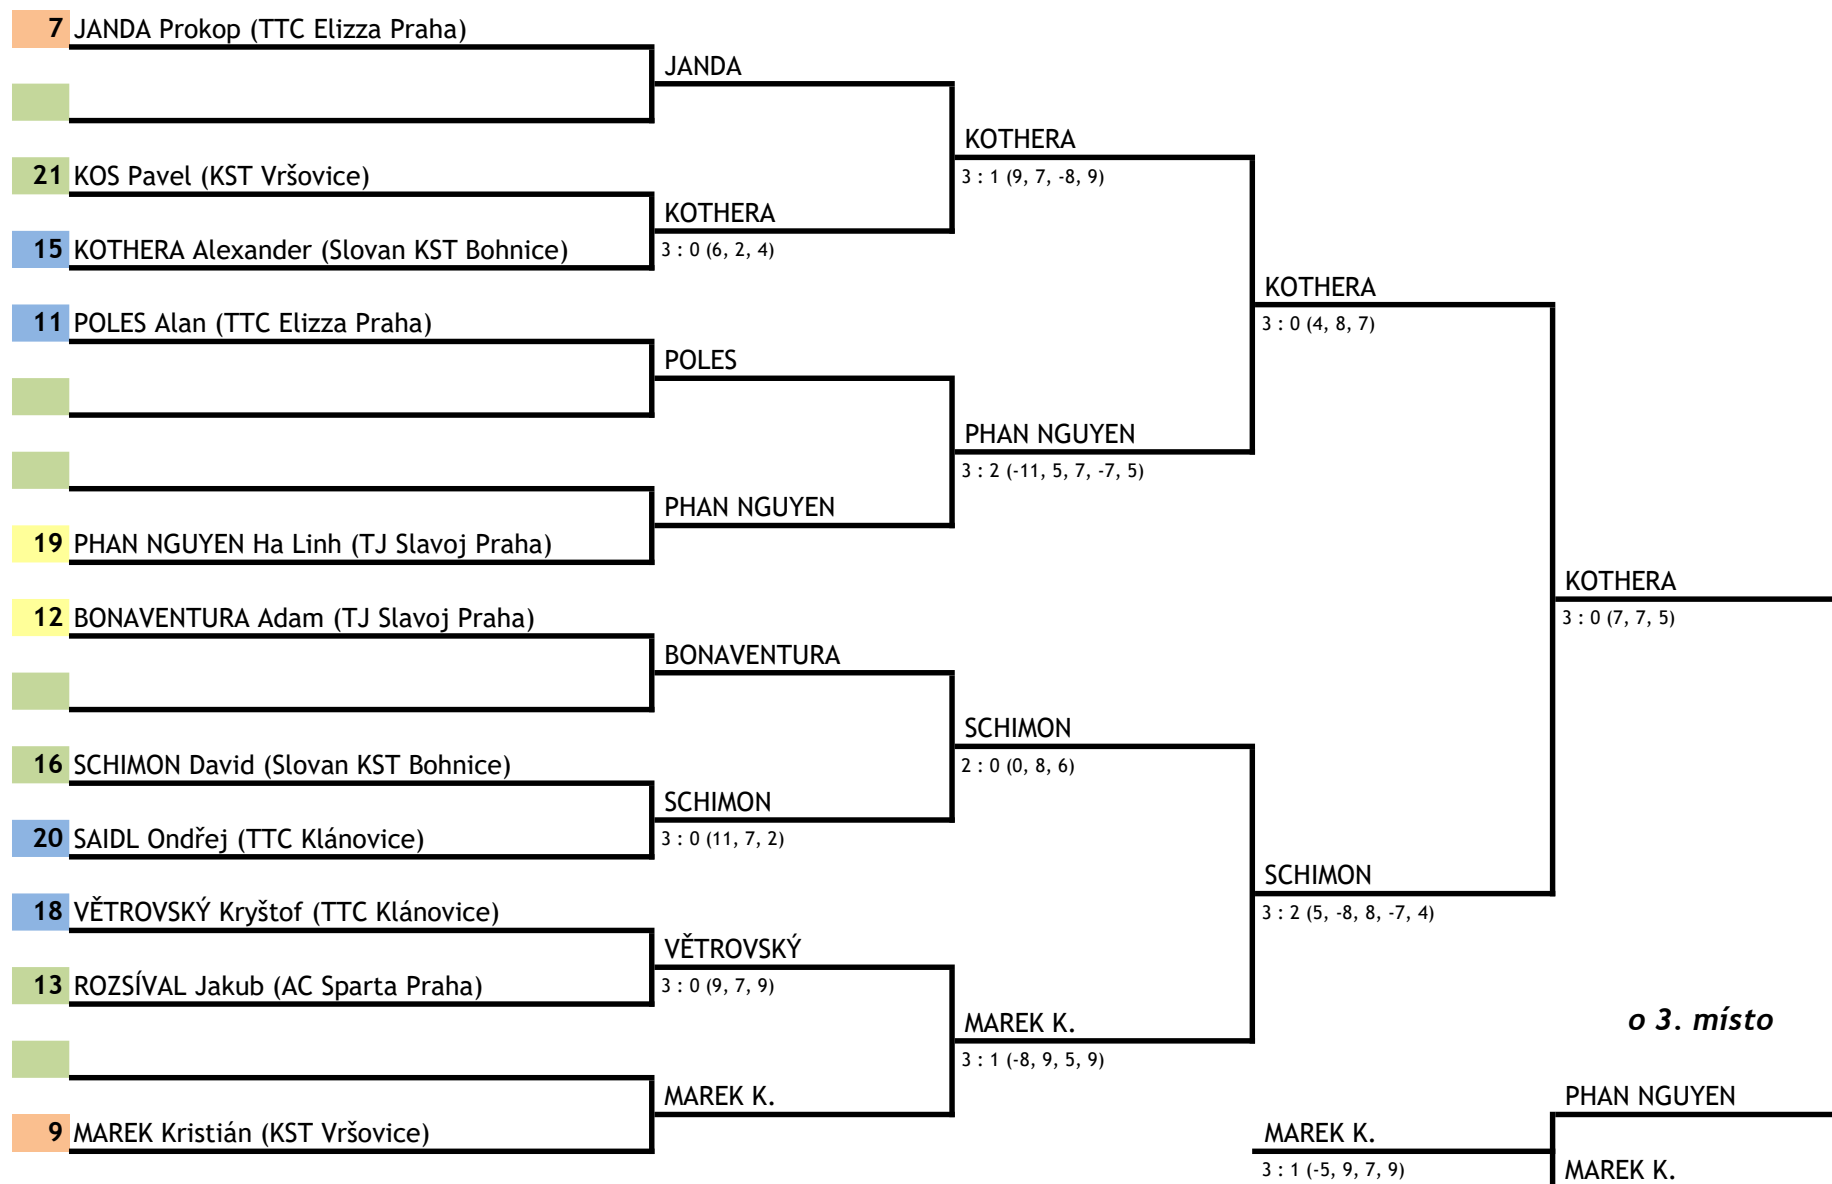 7 JANDA Prokop (TTC Elizza Praha)
JANDA
KOTHERA
3 : 1 (9, 7, -8, 9)
21 KOS Pavel (KST Vršovice)
KOTHERA
3 : 0 (6, 2, 4)
15 KOTHERA Alexander (Slovan KST Bohnice)
KOTHERA
3 : 0 (4, 8, 7)
11 POLES Alan (TTC Elizza Praha)
POLES
PHAN NGUYEN
3 : 2 (-11, 5, 7, -7, 5)
PHAN NGUYEN
19 PHAN NGUYEN Ha Linh (TJ Slavoj Praha)
KOTHERA
3 : 0 (7, 7, 5)
12 BONAVENTURA Adam (TJ Slavoj Praha)
BONAVENTURA
SCHIMON
2 : 0 (0, 8, 6)
16 SCHIMON David (Slovan KST Bohnice)
SCHIMON
3 : 0 (11, 7, 2)
20 SAIDL Ondřej (TTC Klánovice)
SCHIMON
3 : 2 (5, -8, 8, -7, 4)
18 VĚTROVSKÝ Kryštof (TTC Klánovice)
VĚTROVSKÝ
3 : 0 (9, 7, 9)
13 ROZSÍVAL Jakub (AC Sparta Praha)
MAREK K.
3 : 1 (-8, 9, 5, 9)
o 3. místo
MAREK K.
9 MAREK Kristián (KST Vršovice)
PHAN NGUYEN
MAREK K.
3 : 1 (-5, 9, 7, 9)
MAREK K.